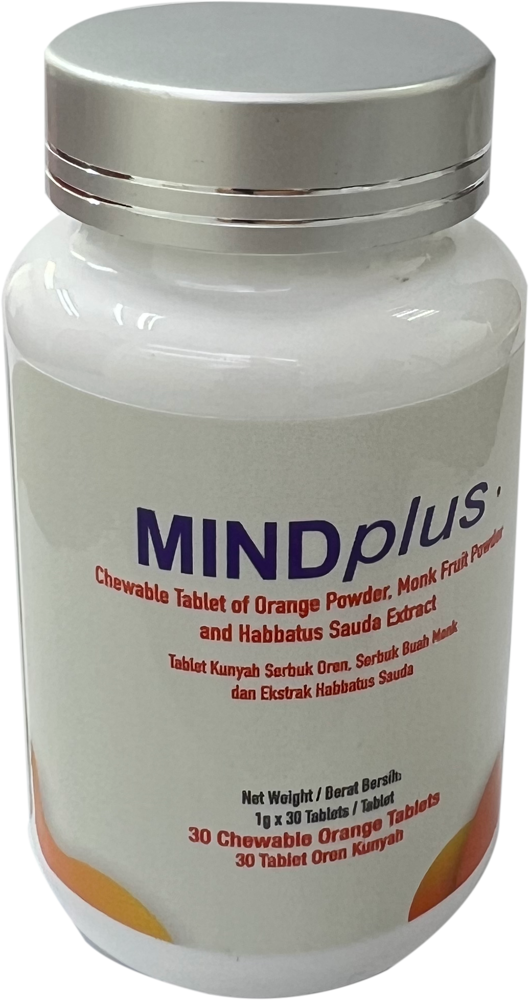 MINDplus
Chewable Tablet of Orange Powder, Monk Fruit Powder
and Habbatus Sauda Extract
Tablet Kunyah Serbuk Oren, Serbuk Buah Monk
dan Ekstrak Habbatus Sauda
Net Weight / Berat Bersih:
1g x 30 Tablets / Tablet
30 Chewable Orange Tablets
30 Tablet Oren Kunyah